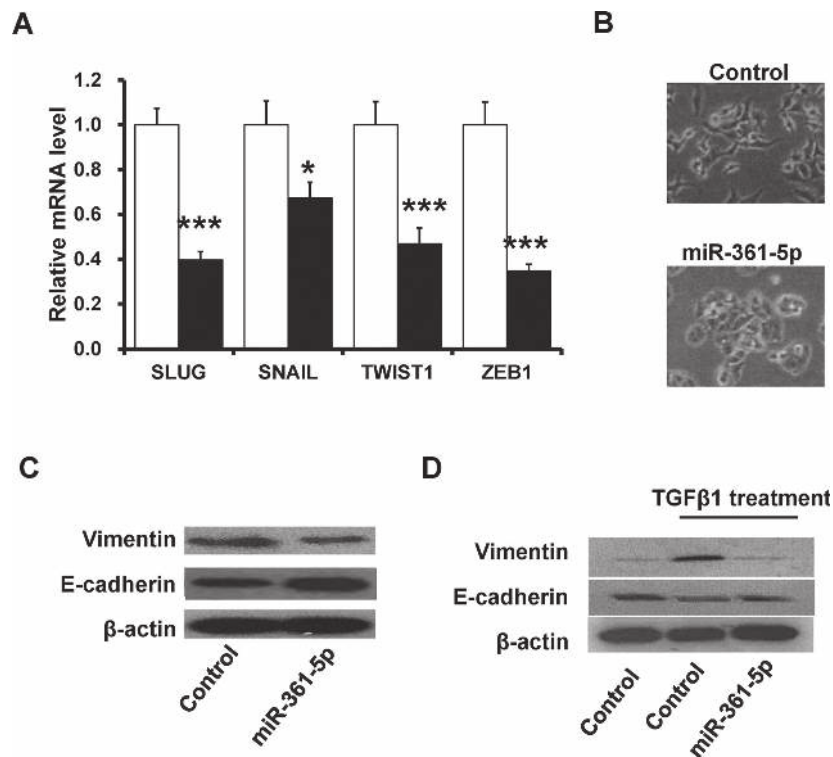 A
Relative mRNA level
1.2
1.0
0.8
0.6
0.4
0.2
0.0
***
*
***
***
SLUG
SNAIL
TWIST1
ZEB1
B
Control
miR-361-5p
C
Vimentin
E-cadherin
β-actin
Control
miR-361-5p
D
TGFβ1 treatment
Vimentin
E-cadherin
β-actin
Control
Control
miR-361-5p